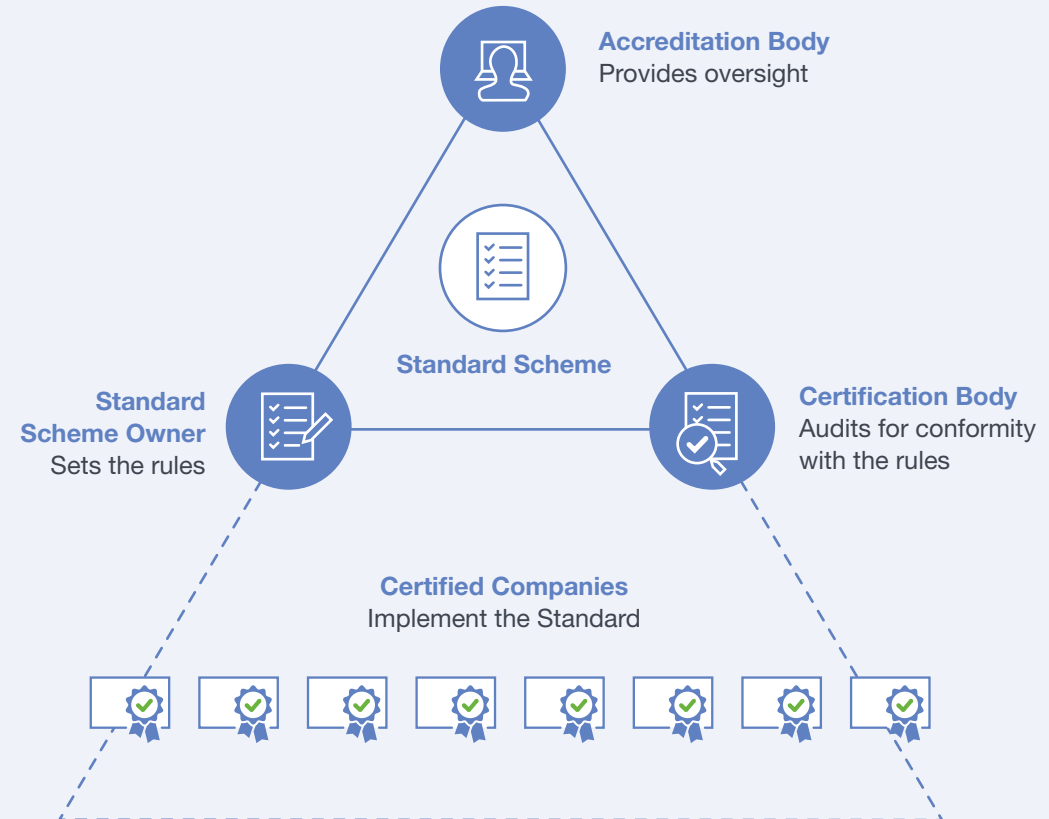 Accreditation Body
Provides oversight
Standard Scheme
Standard
Scheme Owner
Sets the rules
Certification Body
Audits for conformity
with the rules
Certified Companies
Implement the Standard